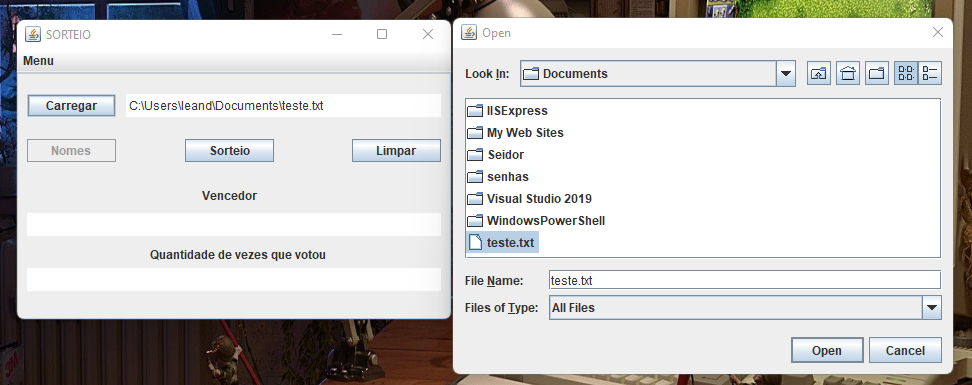 SORTEIO
Menu
Carregar C:\Users\leand\Documents\teste.txt
Nomes Sorteio Limpar
Vencedor
Quantidade de vezes que votou
Open
Look In: Documents
IISExpress
My Web Sites
Seidor
senhas
Visual Studio 2019
WindowsPowerShell
teste.txt
File Name: teste.txt
Files of Type: All Files
Open Cancel